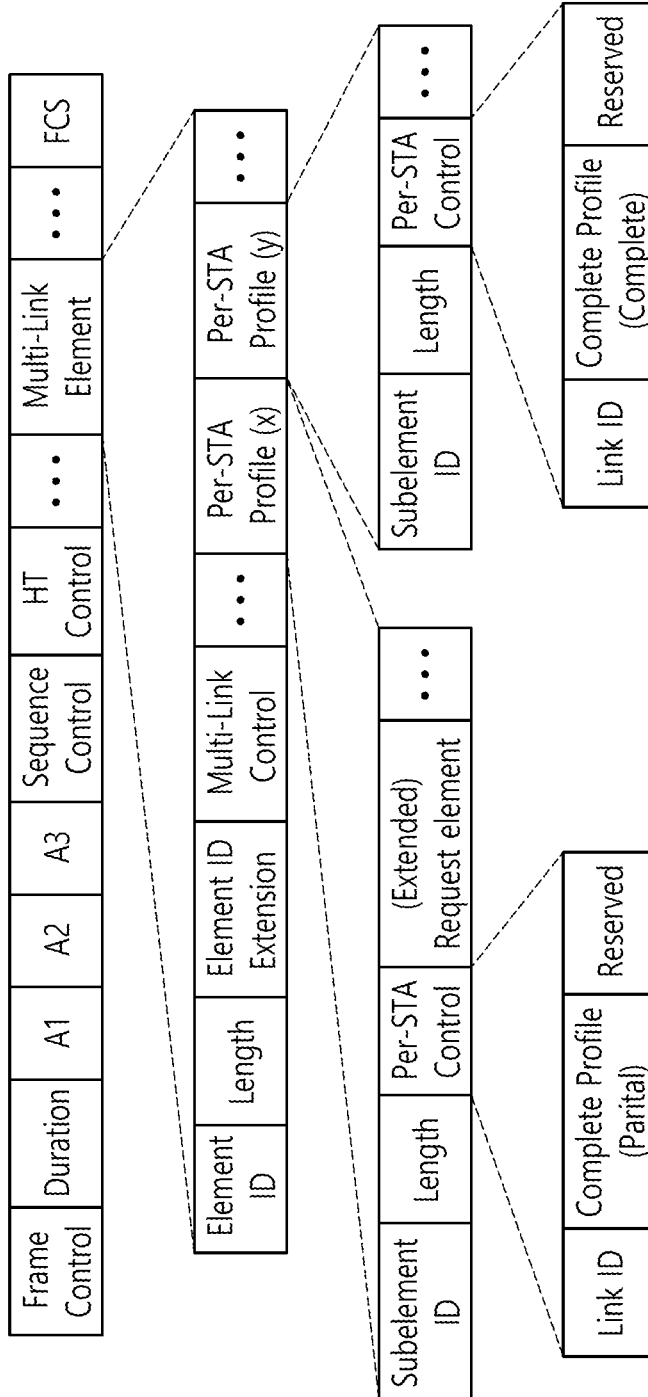 Frame
Control
Duration
A1
A2
A3
Sequence
Control
HT
Control
•••
Multi-Link
Element
•••
FCS
Element
ID
Length
Element ID
Extension
Multi-Link
Control
•••
Per-STA
Profile (x)
Per-STA
Profile (y)
•••
Subelement
ID
Length
Per-STA
Control
(Extended)
Request element
•••
Subelement
ID
Length
Per-STA
Control
•••
Link ID
Complete Profile
(Parital)
Reserved
Link ID
Complete Profile
(Complete)
Reserved